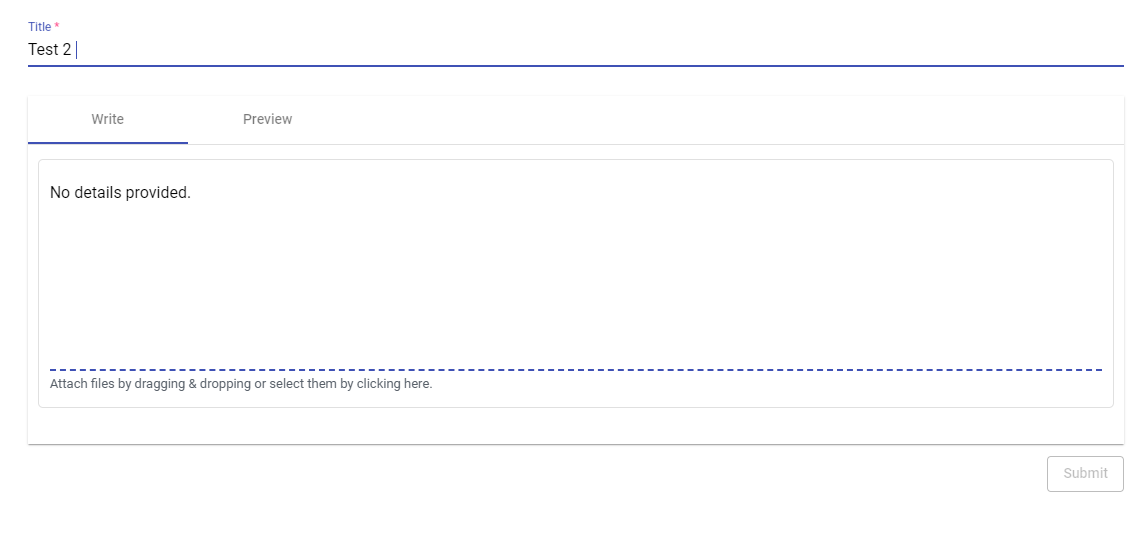 Title *
Test 2
Write Preview
No details provided.
Attach files by dragging & dropping or select them by clicking here.
Submit